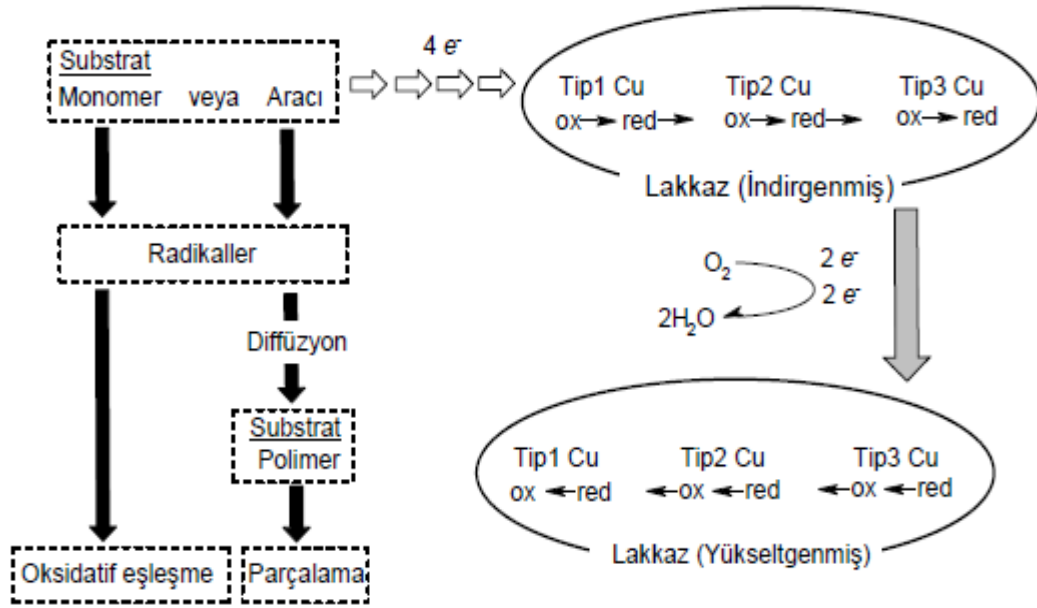 Substrat
Monomer veya Aracı
4 e⁻
Tip1 Cu Tip2 Cu Tip3 Cu
ox→red→ ox→red→ ox→red
Lakkaz (İndirgenmiş)
Radikaller
O₂
2 e⁻
2 e⁻
2H₂O
Diffüzyon
Substrat
Polimer
Tip1 Cu Tip2 Cu Tip3 Cu
ox←red ←ox←red ←ox←red
Lakkaz (Yükseltgenmiş)
Oksidatif eşleşme
Parçalama